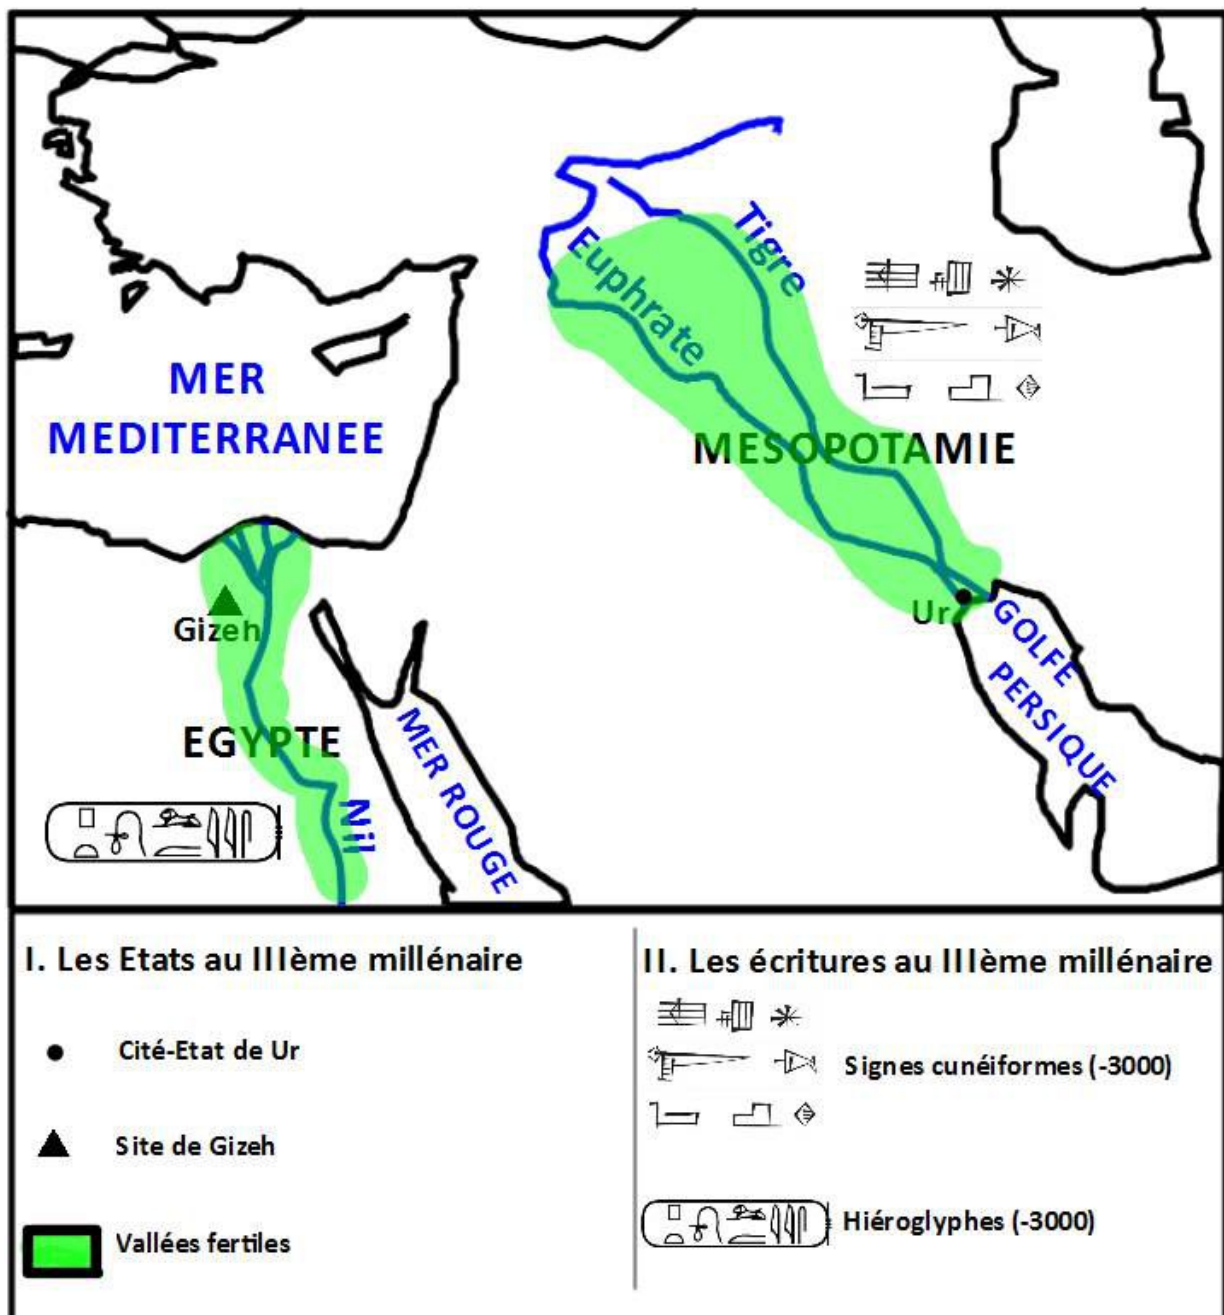 Tigre
Euphrate
MER
MEDITERRANEE
MESOPOTAMIE
Ur
GOLFE
PERSIQUE
Gizeh
EGYPTE
Nil
MER ROUGE
I. Les Etats au IIIème millénaire
Cité-Etat de Ur
Site de Gizeh
Vallées fertiles
II. Les écritures au IIIème millénaire
Signes cunéiformes (-3000)
Hiéroglyphes (-3000)